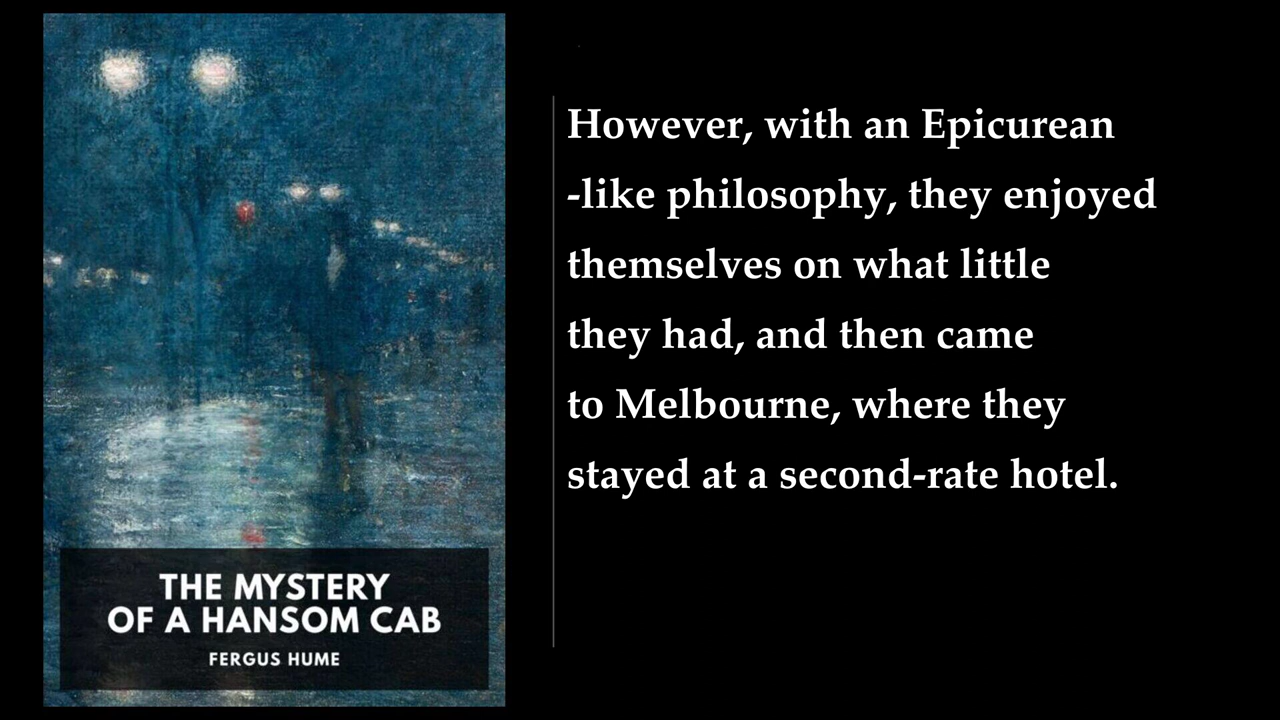 However, with an Epicurean
-like philosophy, they enjoyed
themselves on what little
they had, and then came
to Melbourne, where they
stayed at a second-rate hotel.
THE MYSTERY
OF A HANSOM CAB
FERGUS HUME